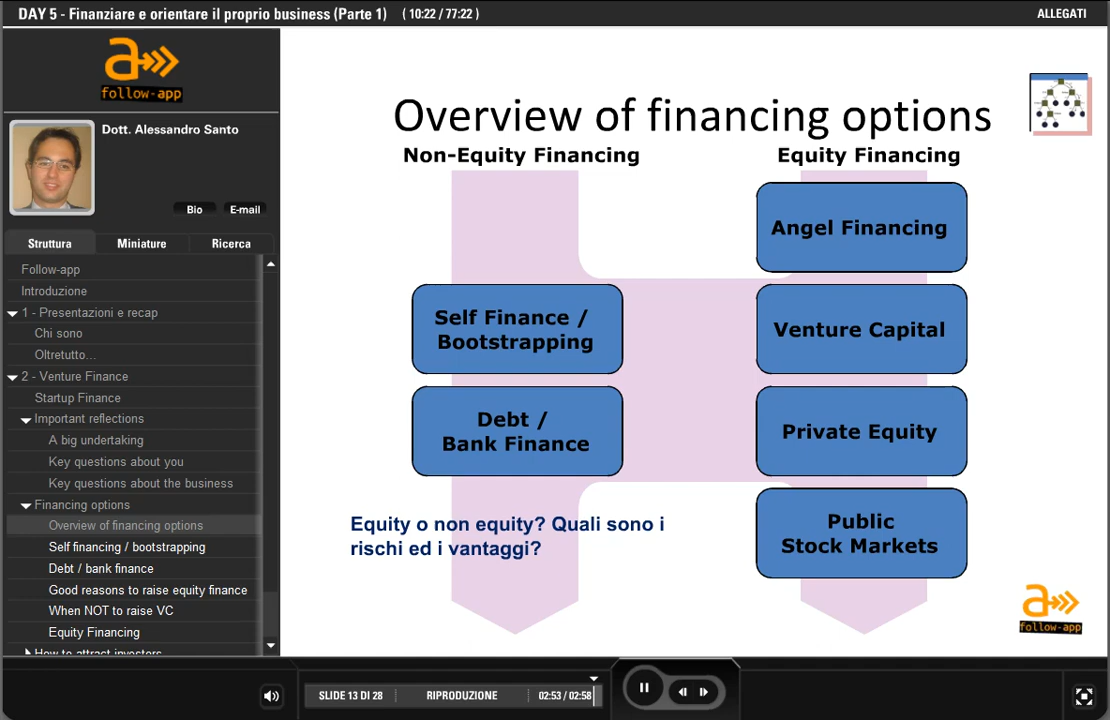 DAY 5 - Finanziare e orientare il proprio business (Parte 1) ( 10:22 / 77:22 )
ALLEGATI
follow-app
Dott. Alessandro Santo
Bio
E-mail
Struttura
Miniature
Ricerca
Follow-app
Introduzione
1 - Presentazioni e recap
Chi sono
Oltretutto...
2 - Venture Finance
Startup Finance
Important reflections
A big undertaking
Key questions about you
Key questions about the business
Financing options
Overview of financing options
Self financing / bootstrapping
Debt / bank finance
Good reasons to raise equity finance
When NOT to raise VC
Equity Financing
How to attract investors
Overview of financing options
Non-Equity Financing
Equity Financing
Angel Financing
Self Finance /
Bootstrapping
Venture Capital
Debt /
Bank Finance
Private Equity
Equity o non equity? Quali sono i
rischi ed i vantaggi?
Public
Stock Markets
follow-app
SLIDE 13 DI 28
RIPRODUZIONE
02:53 / 02:58